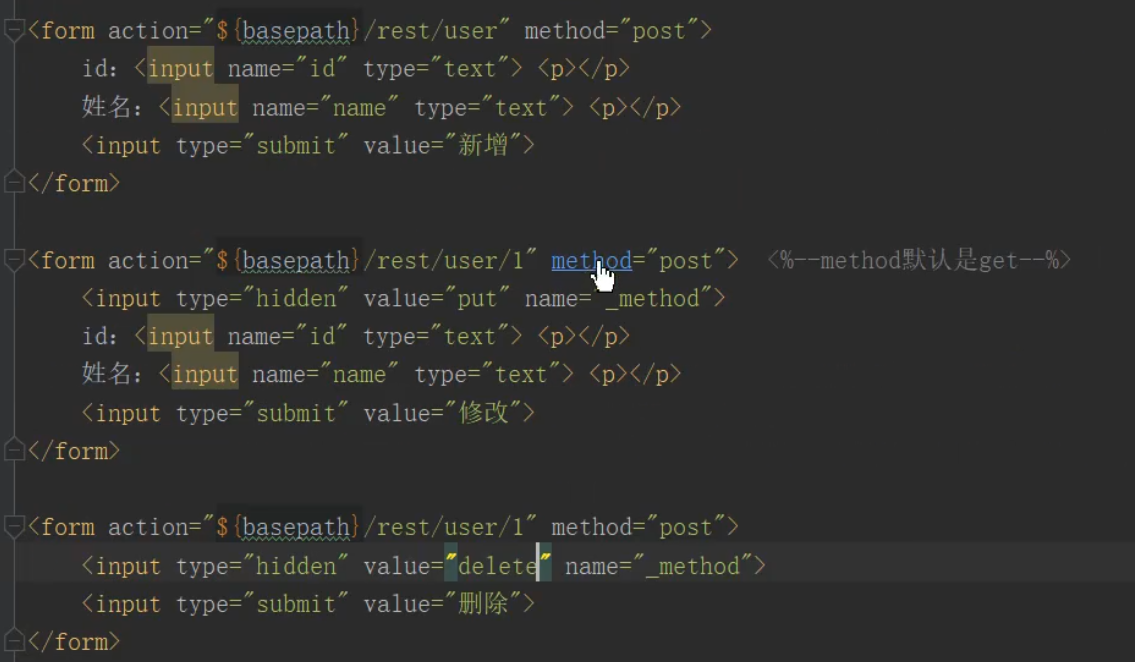 <form action="${basepath}/rest/user" method="post">
id: <input name="id" type="text"> <p></p>
姓名: <input name="name" type="text"> <p></p>
<input type="submit" value="新增">
</form>
<form action="${basepath}/rest/user/1" method="post"> <%--method默认是get--%>
<input type="hidden" value="put" name="_method">
id: <input name="id" type="text"> <p></p>
姓名: <input name="name" type="text"> <p></p>
<input type="submit" value="修改">
</form>
<form action="${basepath}/rest/user/1" method="post">
<input type="hidden" value="delete" name="_method">
<input type="submit" value="删除">
</form>